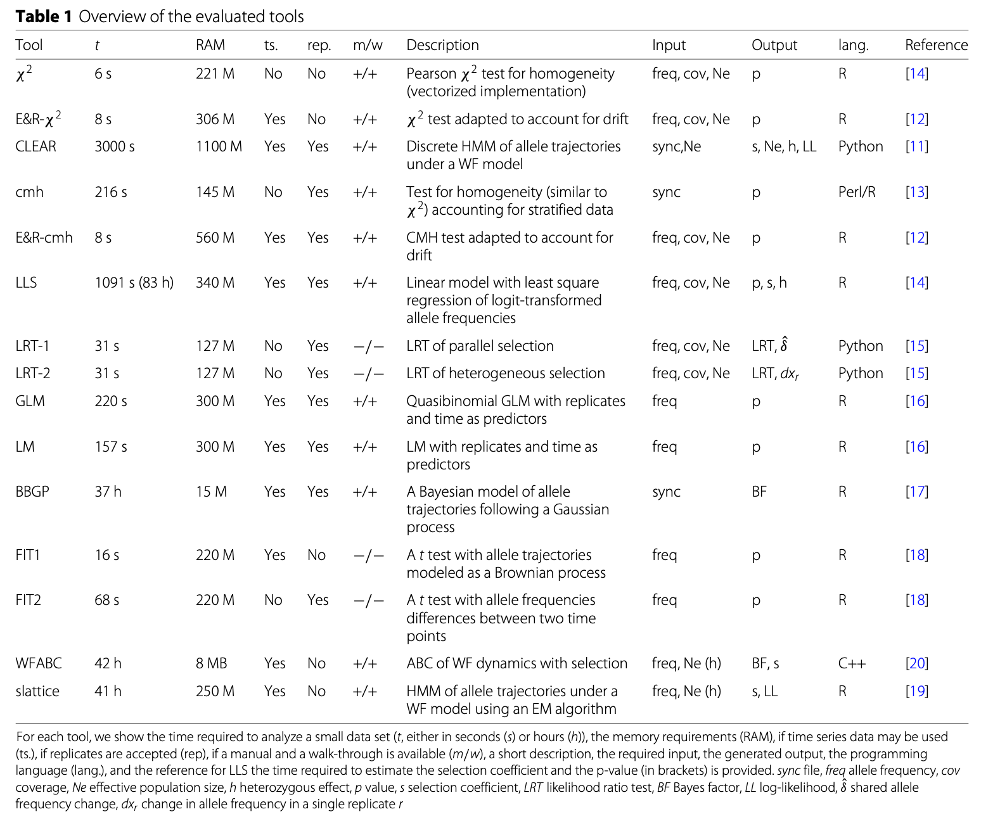 Table 1 Overview of the evaluated tools
Tool t RAM ts. rep. m/w Description Input Output lang. Reference
χ² 6 s 221 M No No +/+ Pearson χ² test for homogeneity freq, cov, Ne p R [14]
(vectorized implementation)
E&R-χ² 8 s 306 M Yes No +/+ χ² test adapted to account for drift freq, cov, Ne p R [12]
CLEAR 3000 s 1100 M Yes Yes +/+ Discrete HMM of allele trajectories sync,Ne s, Ne, h, LL Python [11]
under a WF model
cmh 216 s 145 M No Yes +/+ Test for homogeneity (similar to sync p Perl/R [13]
χ²) accounting for stratified data
E&R-cmh 8 s 560 M Yes Yes +/+ CMH test adapted to account for freq, cov, Ne p R [12]
drift
LLS 1091 s (83 h) 340 M Yes Yes +/+ Linear model with least square freq, cov, Ne p, s, h R [14]
regression of logit-transformed
allele frequencies
LRT-1 31 s 127 M No Yes −/− LRT of parallel selection freq, cov, Ne LRT, δ̂ Python [15]
LRT-2 31 s 127 M No Yes −/− LRT of heterogeneous selection freq, cov, Ne LRT, dxᵣ Python [15]
GLM 220 s 300 M Yes Yes +/+ Quasibinomial GLM with replicates freq p R [16]
and time as predictors
LM 157 s 300 M Yes Yes +/+ LM with replicates and time as freq p R [16]
predictors
BBGP 37 h 15 M Yes Yes +/+ A Bayesian model of allele sync BF R [17]
trajectories following a Gaussian
process
FIT1 16 s 220 M Yes No −/− A t test with allele trajectories freq p R [18]
modeled as a Brownian process
FIT2 68 s 220 M No Yes −/− A t test with allele frequencies freq p R [18]
differences between two time
points
WFABC 42 h 8 MB Yes No +/+ ABC of WF dynamics with selection freq, Ne (h) BF, s C++ [20]
slattice 41 h 250 M Yes No +/+ HMM of allele trajectories under a freq, Ne (h) s, LL R [19]
WF model using an EM algorithm
For each tool, we show the time required to analyze a small data set (t, either in seconds (s) or hours (h)), the memory requirements (RAM), if time series data may be used
(ts.), if replicates are accepted (rep), if a manual and a walk-through is available (m/w), a short description, the required input, the generated output, the programming
language (lang.), and the reference for LLS the time required to estimate the selection coefficient and the p-value (in brackets) is provided. sync file, freq allele frequency, cov
coverage, Ne effective population size, h heterozygous effect, p value, s selection coefficient, LRT likelihood ratio test, BF Bayes factor, LL log-likelihood, δ̂ shared allele
frequency change, dxᵣ change in allele frequency in a single replicate r